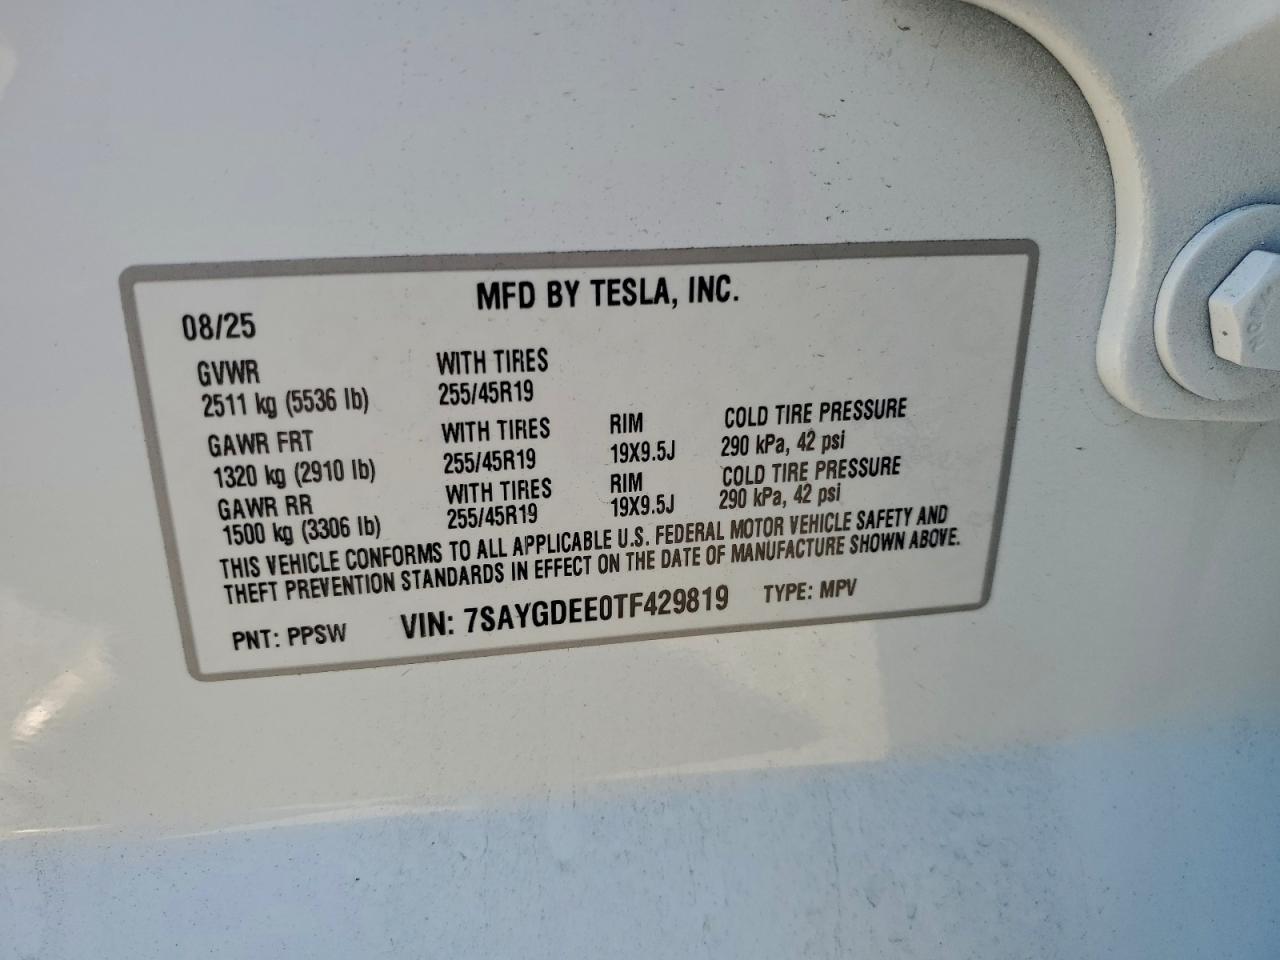 MFD BY TESLA, INC.
08/25
GVWR WITH TIRES
2511 kg (5536 lb) 255/45R19
GAWR FRT WITH TIRES RIM COLD TIRE PRESSURE
1320 kg (2910 lb) 255/45R19 19X9.5J 290 kPa, 42 psi
GAWR RR WITH TIRES RIM COLD TIRE PRESSURE
1500 kg (3306 lb) 255/45R19 19X9.5J 290 kPa, 42 psi
THIS VEHICLE CONFORMS TO ALL APPLICABLE U.S. FEDERAL MOTOR VEHICLE SAFETY AND
THEFT PREVENTION STANDARDS IN EFFECT ON THE DATE OF MANUFACTURE SHOWN ABOVE.
PNT: PPSW VIN: 7SAYGDEE0TF429819 TYPE: MPV